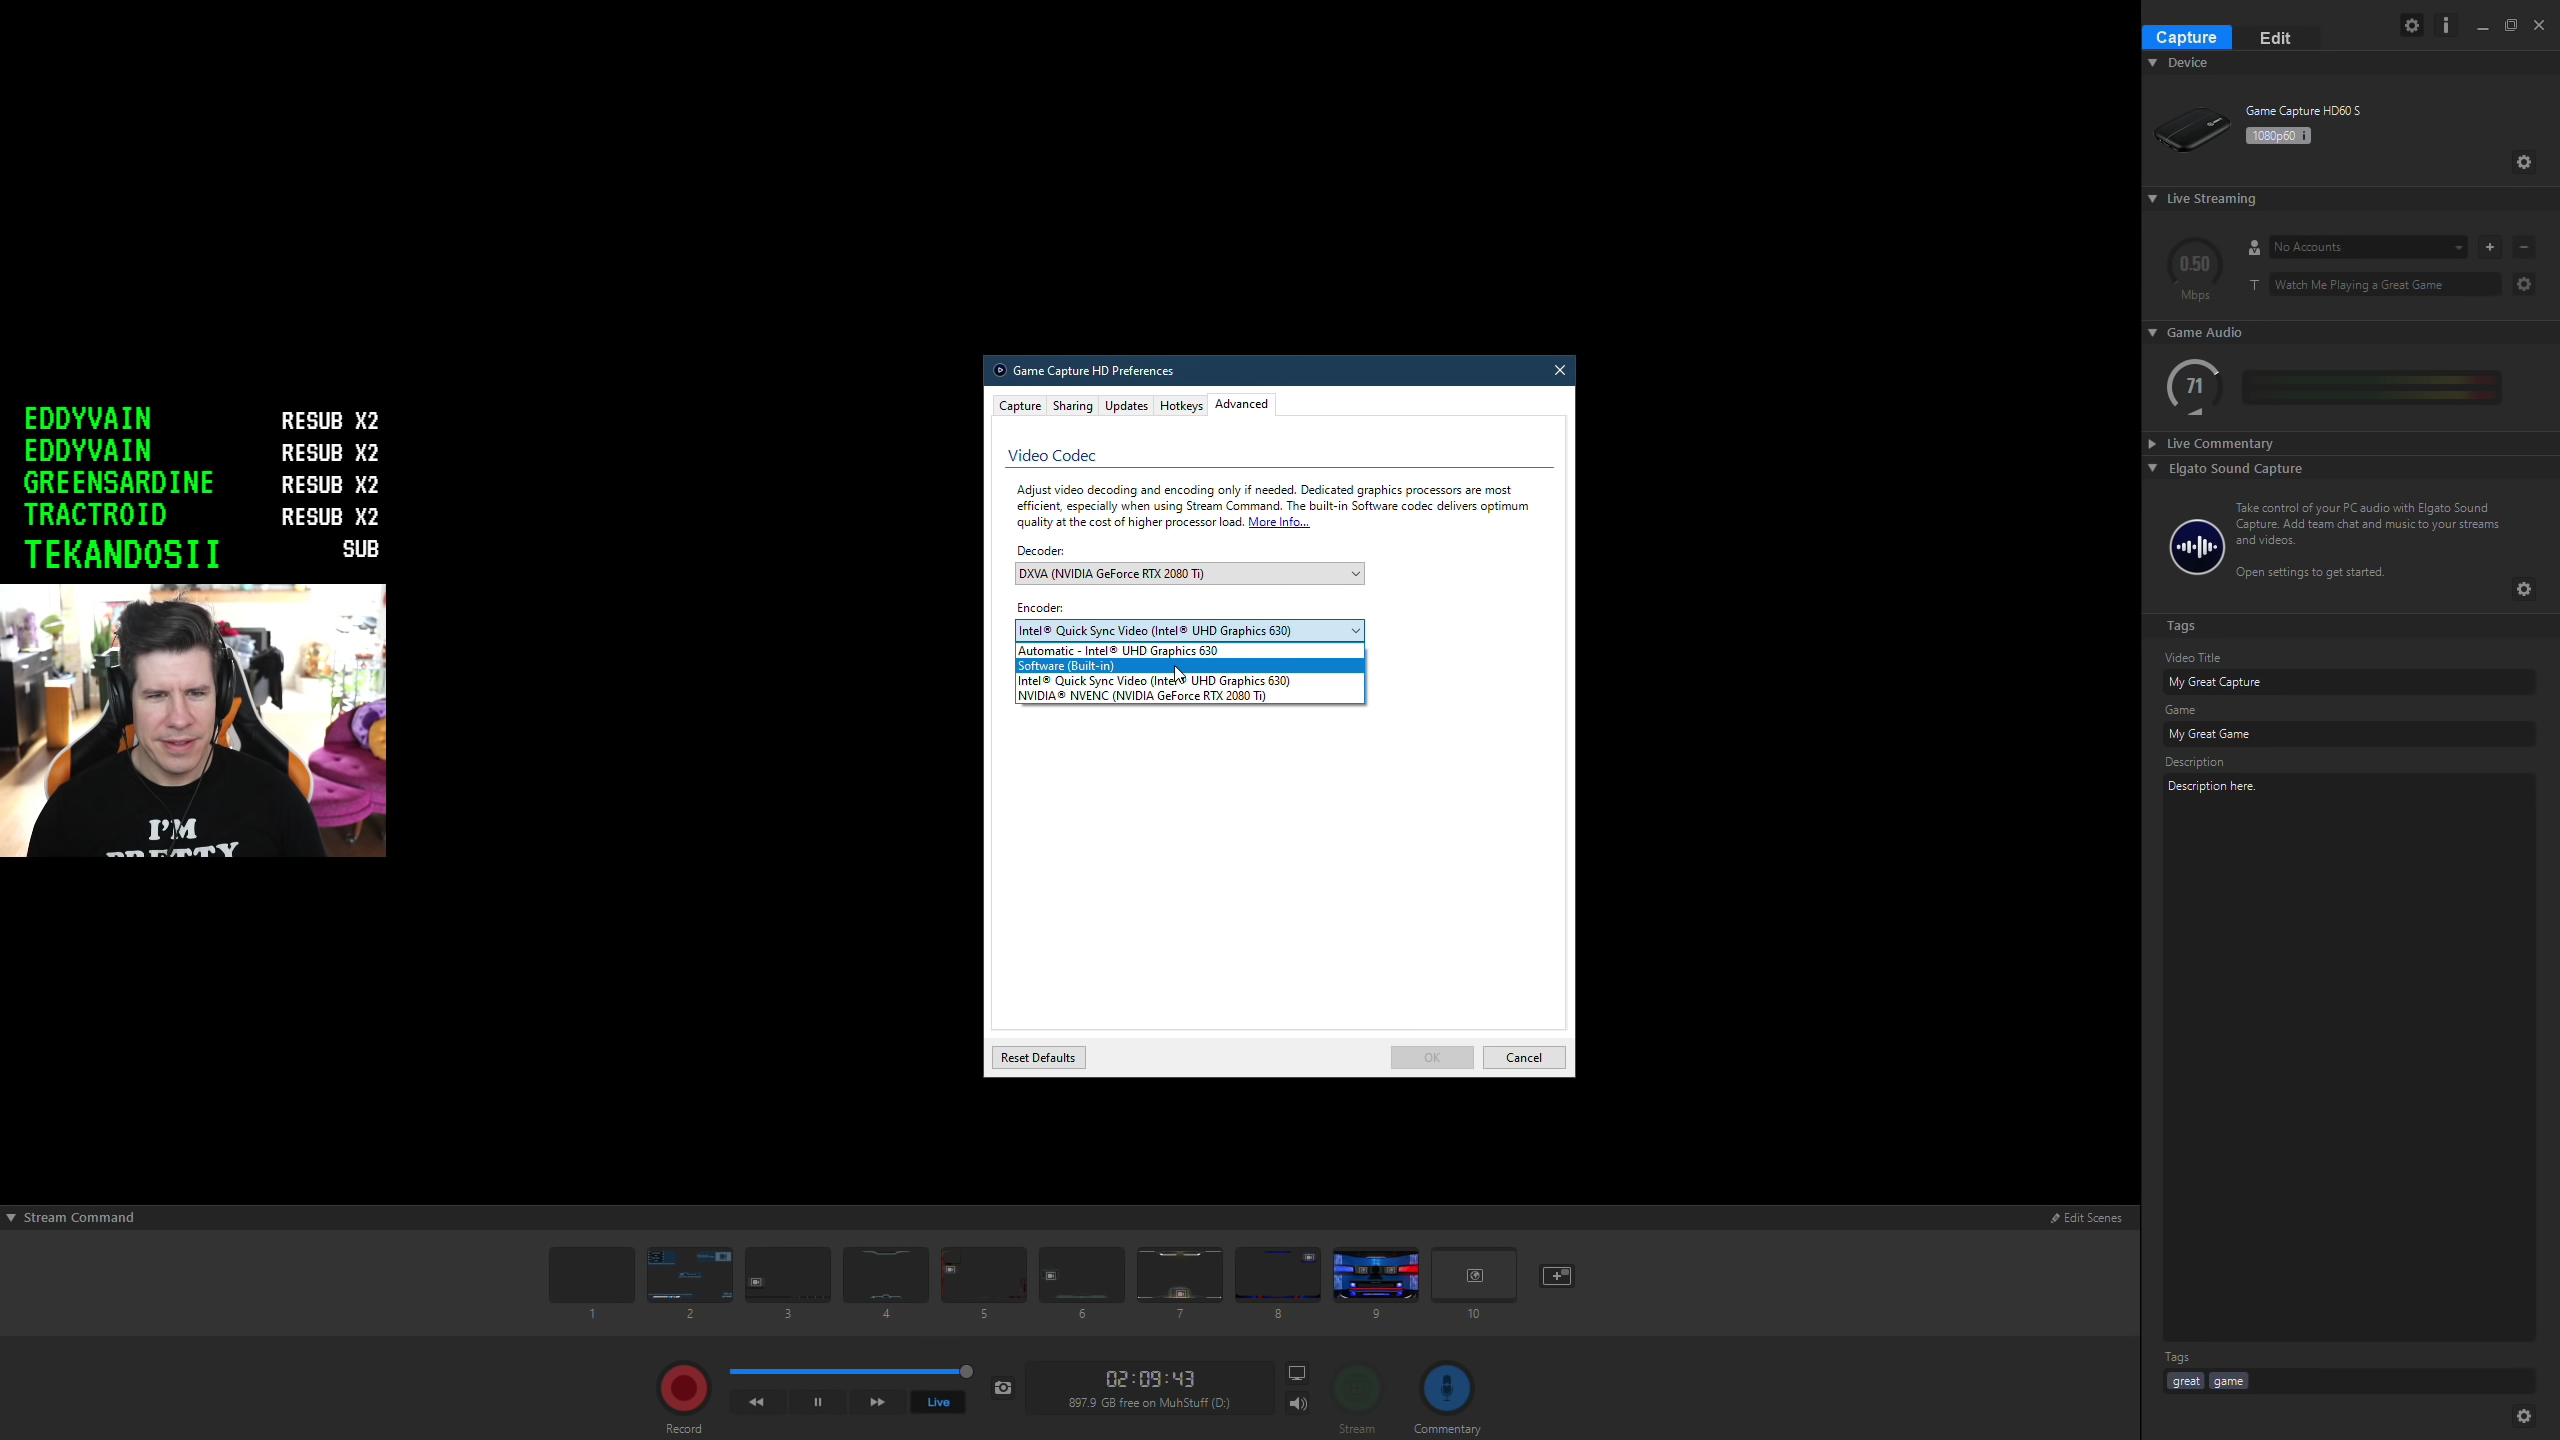 Capture
Edit
Device
Game Capture HD60 S
1080p60 i
Live Streaming
0.50
Mbps
No Accounts
T Watch Me Playing a Great Game
Game Audio
71
Live Commentary
Elgato Sound Capture
Take control of your PC audio with Elgato Sound
Capture. Add team chat and music to your streams
and videos.
Open settings to get started.
Tags
Video Title
My Great Capture
Game
My Great Game
Description
Description here.
Tags
great game
EDDYVAIN RESUB X2
EDDYVAIN RESUB X2
GREENSARDINE RESUB X2
TRACTROID RESUB X2
TEKANDOSII SUB
I'M
PRETTY
Game Capture HD Preferences
Capture Sharing Updates Hotkeys Advanced
Video Codec
Adjust video decoding and encoding only if needed. Dedicated graphics processors are most
efficient, especially when using Stream Command. The built-in Software codec delivers optimum
quality at the cost of higher processor load. More Info...
Decoder:
DXVA (NVIDIA GeForce RTX 2080 Ti)
Encoder:
Intel® Quick Sync Video (Intel® UHD Graphics 630)
Automatic - Intel® UHD Graphics 630
Software (Built-in)
Intel® Quick Sync Video (Intel® UHD Graphics 630)
NVIDIA® NVENC (NVIDIA GeForce RTX 2080 Ti)
Reset Defaults OK Cancel
Stream Command
Edit Scenes
1 2 3 4 5 6 7 8 9 10
Record
Live
02:09:43
897.9 GB free on MuhStuff (D:)
Stream
Commentary